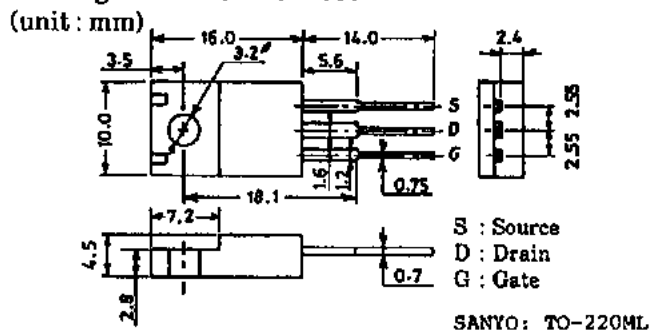 (unit : mm)
16.0
14.0
3.5
3.2ø
5.6
2.4
10.0
S
D
G
2.55
2.55
1.6
1.2
0.75
18.1
7.2
4.5
2.8
0.7
S : Source
D : Drain
G : Gate
SANYO: TO-220ML